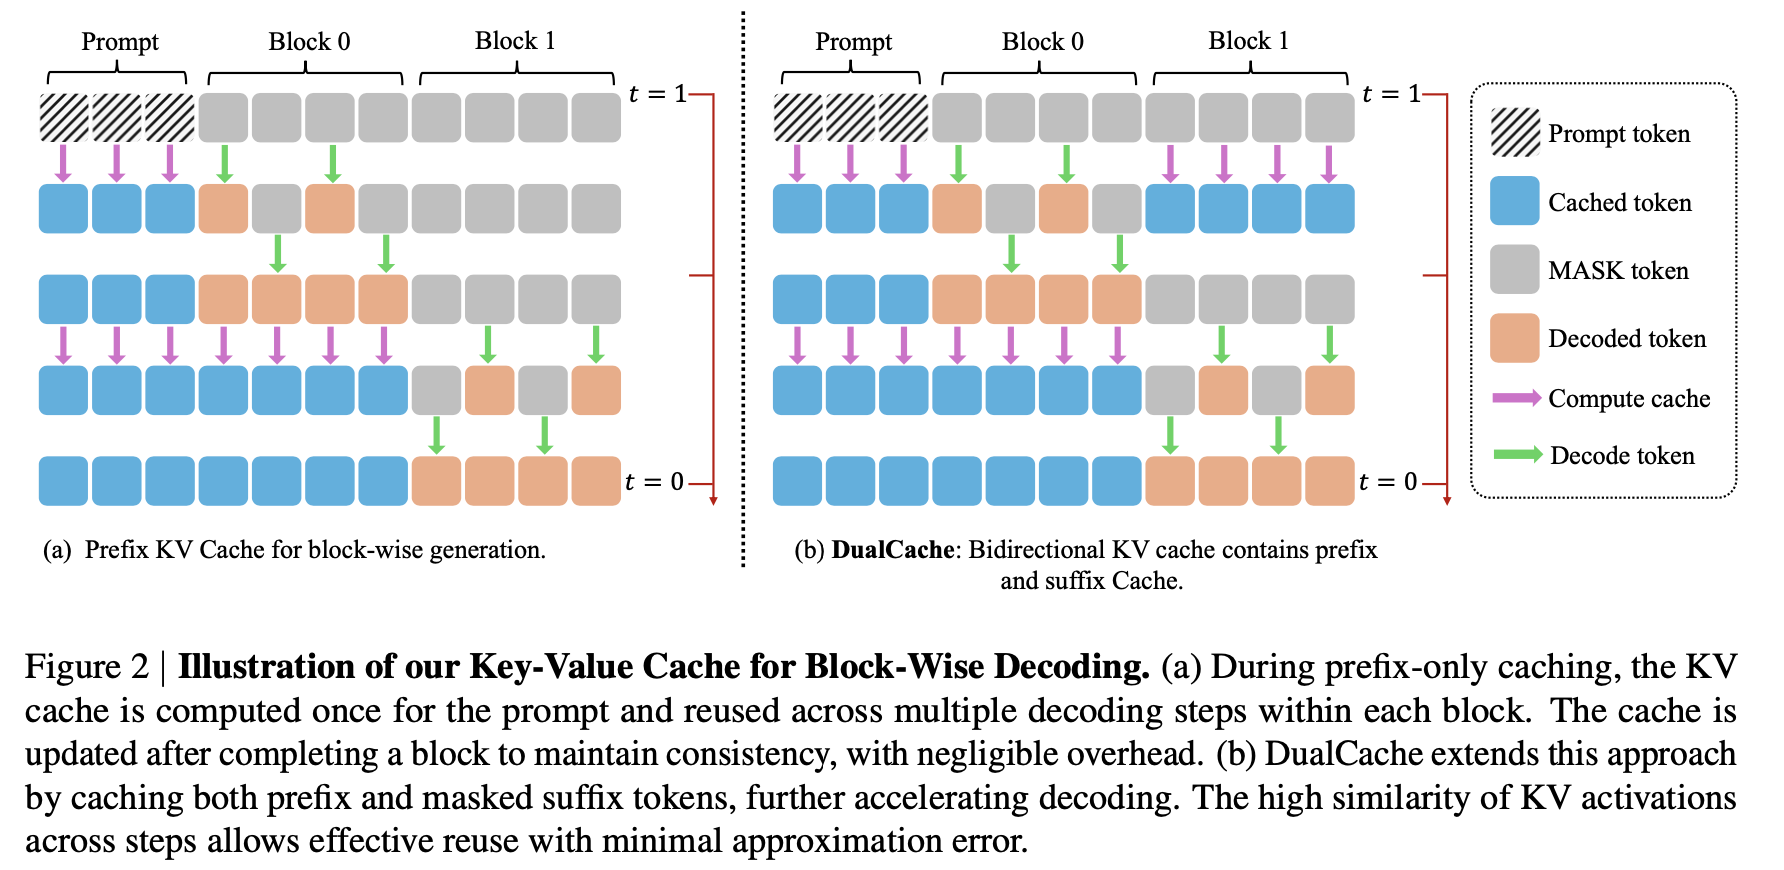 Prompt
Block 0
Block 1
t = 1
t = 0
(a) Prefix KV Cache for block-wise generation.
Prompt
Block 0
Block 1
t = 1
t = 0
(b) DualCache: Bidirectional KV cache contains prefix
and suffix Cache.
Prompt token
Cached token
MASK token
Decoded token
Compute cache
Decode token
Figure 2 | Illustration of our Key-Value Cache for Block-Wise Decoding. (a) During prefix-only caching, the KV
cache is computed once for the prompt and reused across multiple decoding steps within each block. The cache is
updated after completing a block to maintain consistency, with negligible overhead. (b) DualCache extends this approach
by caching both prefix and masked suffix tokens, further accelerating decoding. The high similarity of KV activations
across steps allows effective reuse with minimal approximation error.